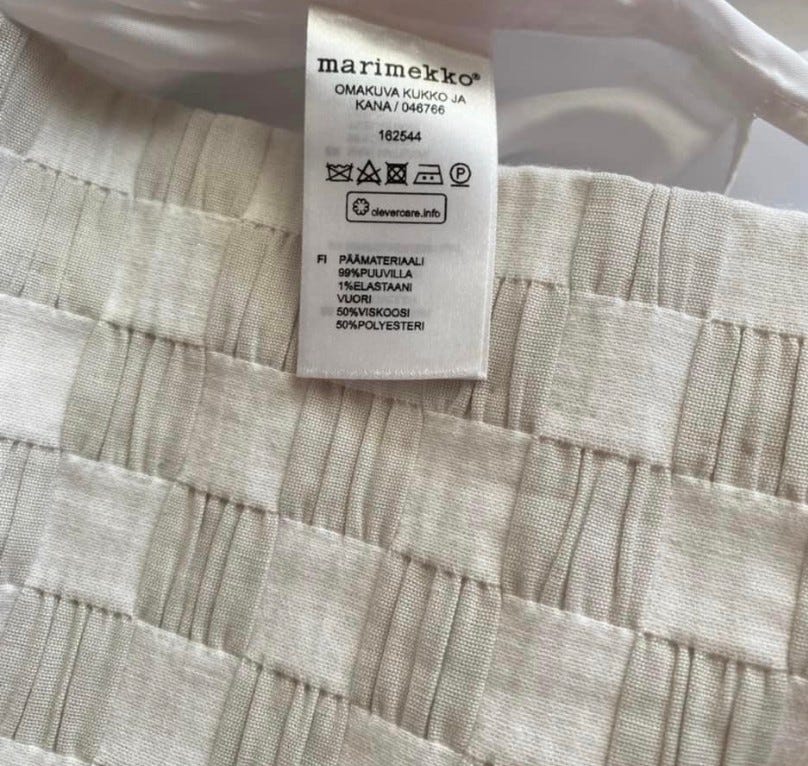 marimekko®
OMAKUVA KUKKO JA
KANA / 046766
162544
P
clevercare.info
FI PÄÄMATERIAALI
99%PUUVILLA
1%ELASTAANI
VUORI
50%VISKOOSI
50%POLYESTERI